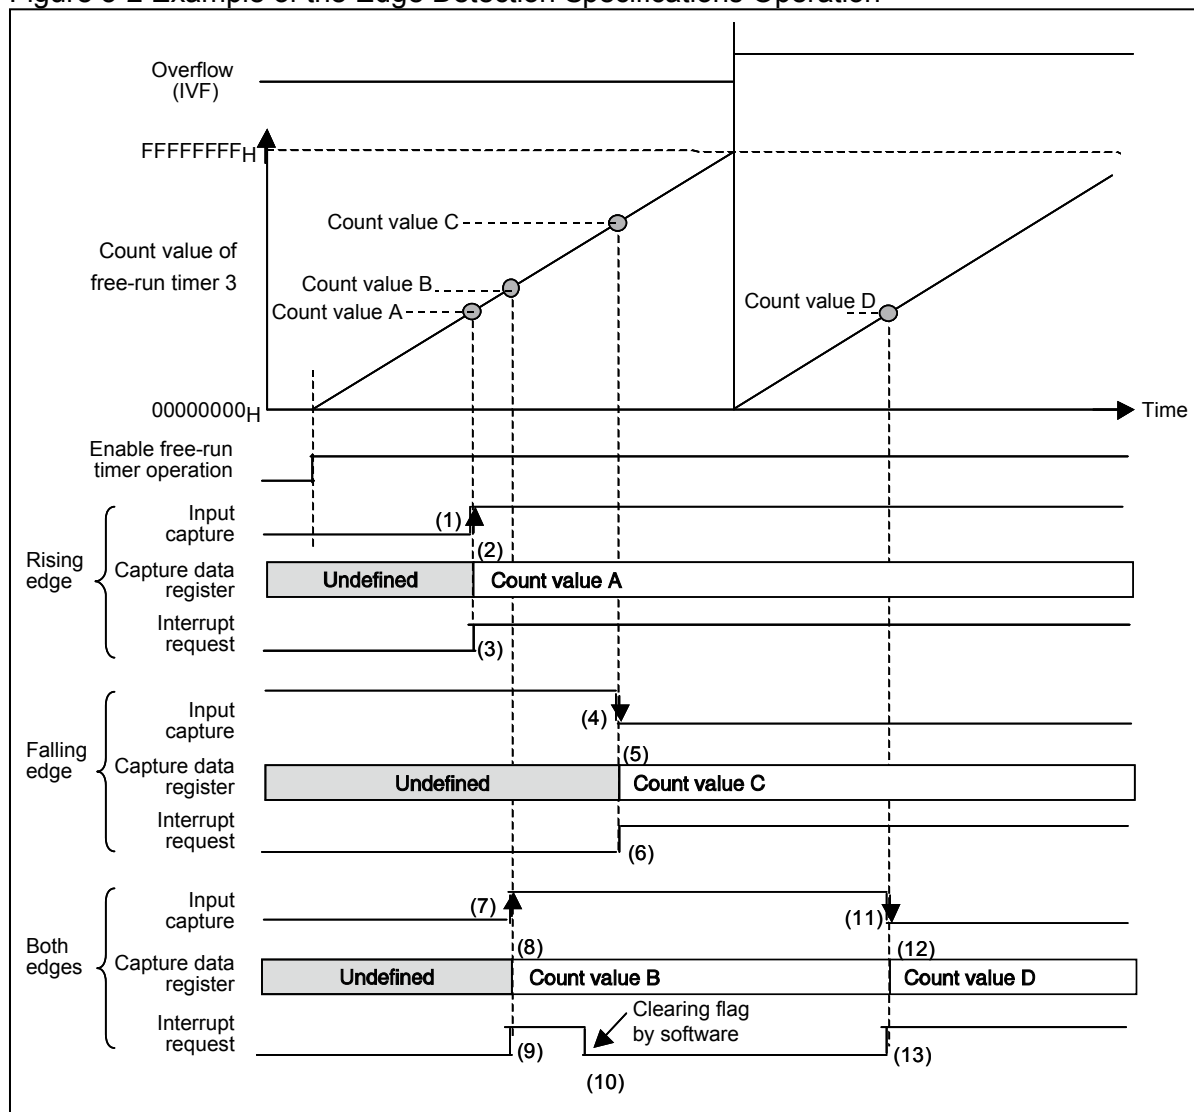 Figure 3-2 Example of the Edge Detection Specifications Operation
Overflow
(IVF)
FFFFFFFFH
Count value C
Count value of
free-run timer 3
Count value B
Count value A
Count value D
00000000H
Time
Enable free-run
timer operation
Rising
edge
Input
capture
(1)
(2)
Capture data
register
Undefined
Count value A
Interrupt
request
(3)
Falling
edge
Input
capture
(4)
(5)
Capture data
register
Undefined
Count value C
Interrupt
request
(6)
Both
edges
Input
capture
(7)
(11)
(8)
(12)
Capture data
register
Undefined
Count value B
Count value D
Interrupt
request
Clearing flag
by software
(9)
(13)
(10)